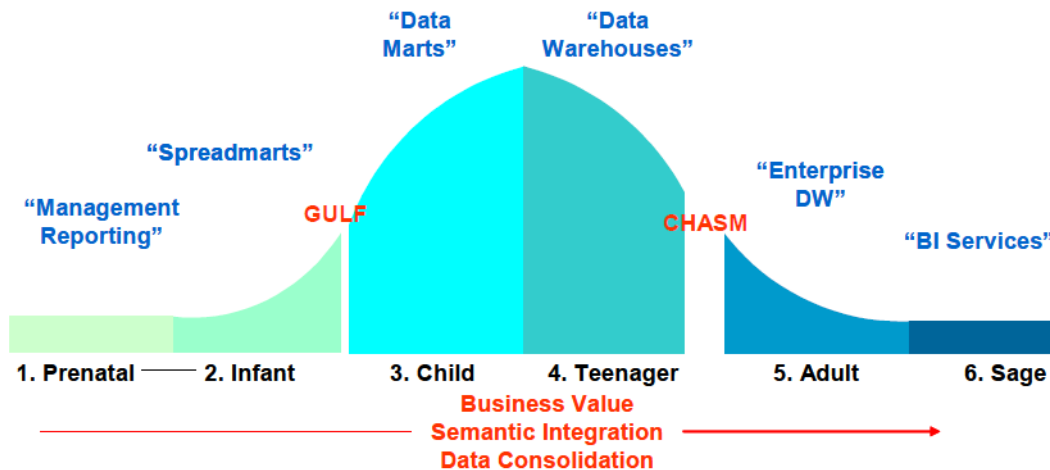 “Data
Marts”
“Data
Warehouses”
“Spreadmarts”
“Enterprise
DW”
“Management
Reporting”
GULF
CHASM
“BI Services”
1. Prenatal
2. Infant
3. Child
4. Teenager
5. Adult
6. Sage
Business Value
Semantic Integration
Data Consolidation